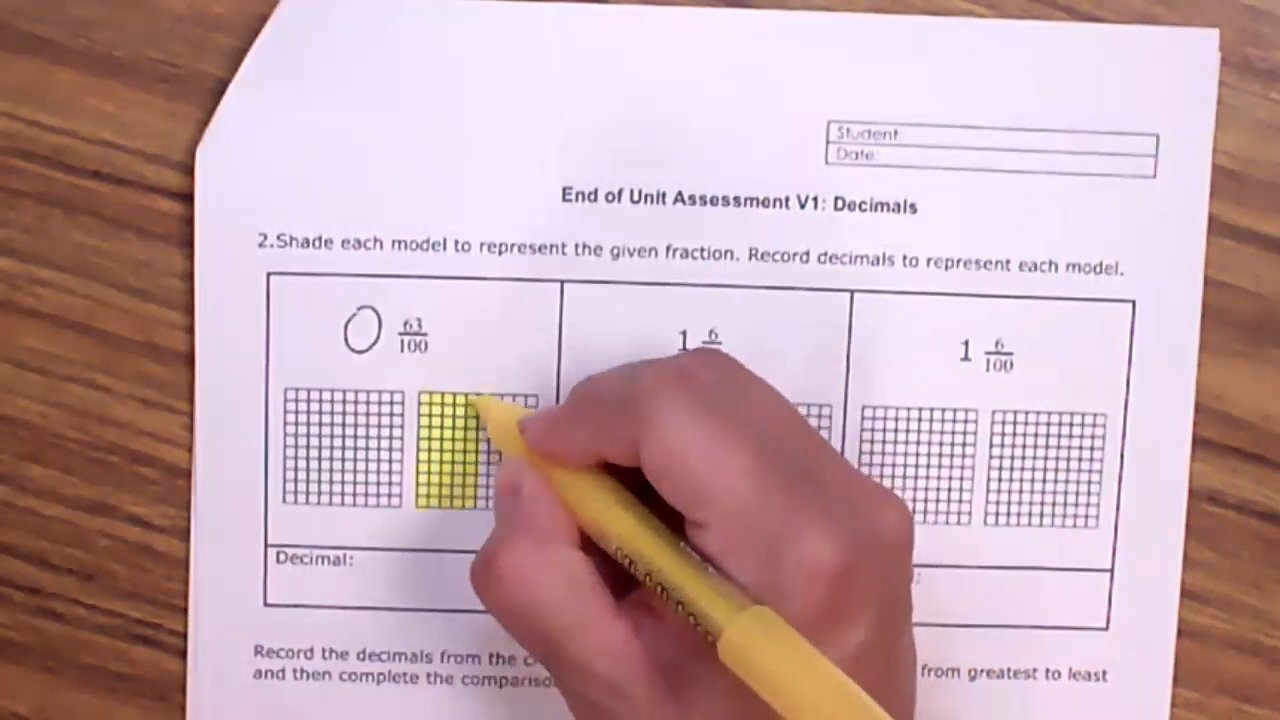 Student
Date:
End of Unit Assessment V1: Decimals
2.Shade each model to represent the given fraction. Record decimals to represent each model.
0 63/100
1 6
1 6/100
Decimal:
Record the decimals from the from greatest to least
and then complete the